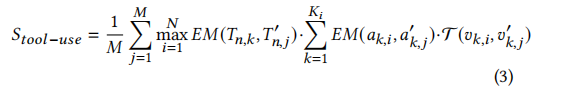 S_{tool-use} = \frac{1}{M} \sum_{j=1}^{M} \max_{i=1}^{N} EM(T_{n,k}, T'_{n,j}) \cdot \sum_{k=1}^{K_i} EM(a_{k,i}, a'_{k,j}) \cdot \mathcal{T}(v_{k,i}, v'_{k,j})
(3)